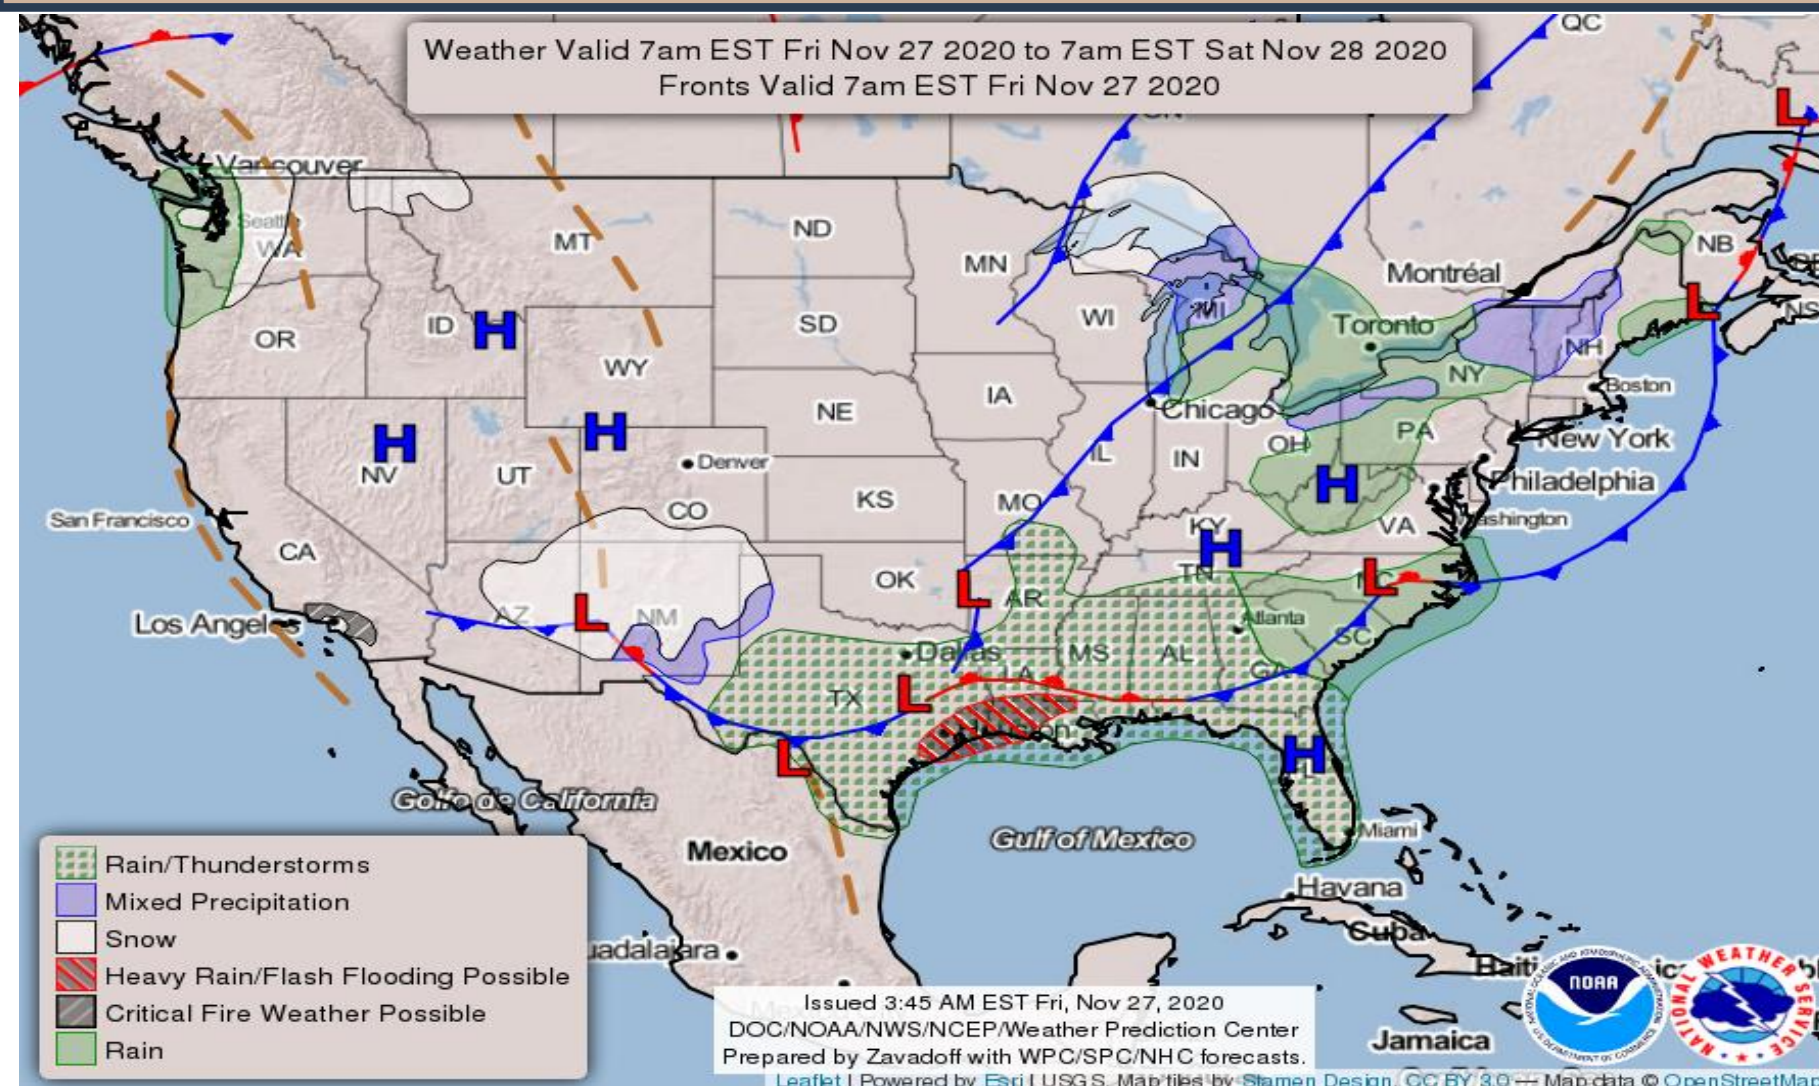 Weather Valid 7am EST Fri Nov 27 2020 to 7am EST Sat Nov 28 2020
Fronts Valid 7am EST Fri Nov 27 2020
QC
L
Vancouver
Seattle
WA
MT
ND
MN
NB
Montréal
OR
ID
H
SD
WI
MI
Toronto
L
NS
NH
WY
NE
IA
Chicago
NY
Boston
H
H
NV
UT
Denver
IL
IN
OH
PA
New York
CO
KS
MO
H
Philadelphia
San Francisco
CA
KY
VA
H
OK
L
TN
L
NC
Los Angeles
AZ
L
NM
AR
Atlanta
Dallas
MS
AL
SC
GA
LA
TX
L
L
H
FL
Golfo de California
Mexico
Gulf of Mexico
Miami
Havana
Cuba
Jamaica
Rain/Thunderstorms
Mixed Precipitation
Snow
Heavy Rain/Flash Flooding Possible
Critical Fire Weather Possible
Rain
Issued 3:45 AM EST Fri, Nov 27, 2020
DOC/NOAA/NWS/NCEP/Weather Prediction Center
Prepared by Zavadoff with WPC/SPC/NHC forecasts.
NOAA
NATIONAL WEATHER SERVICE
Leaflet | Powered by Esri | USGS, Map tiles by Stamen Design, CC BY 3.0 — Map data © OpenStreetMap